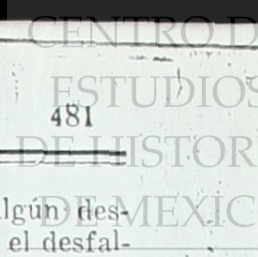 CENTRO D
ESTUDIOS
481
DE HISTOR
DE MEXIC
lgún des-
el desfal-